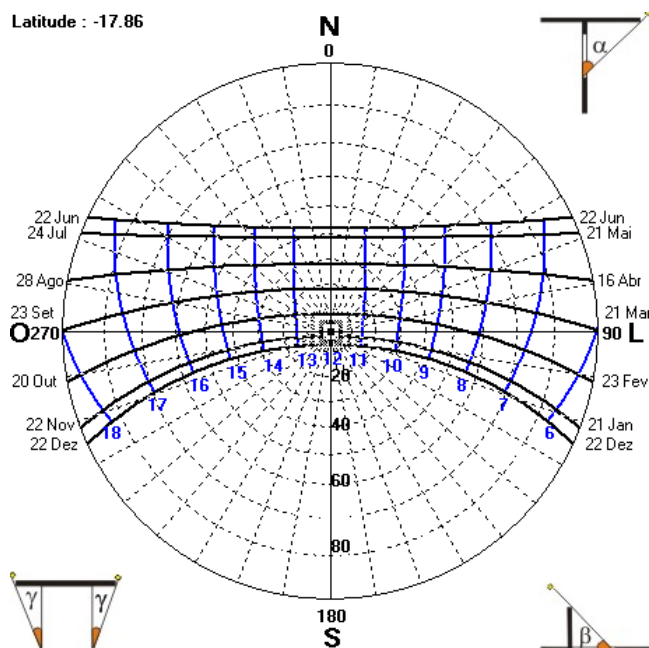 Latitude : -17.86
N
0
α
22 Jun
22 Jun
24 Jul
21 Mai
28 Ago
16 Abr
23 Set
21 Mar
O 270
90 L
13 12 11
14
10
15
9
16
8
20
20 Out
23 Fev
17
7
22 Nov
21 Jan
18
6
40
22 Dez
22 Dez
60
80
γ
γ
180
S
β